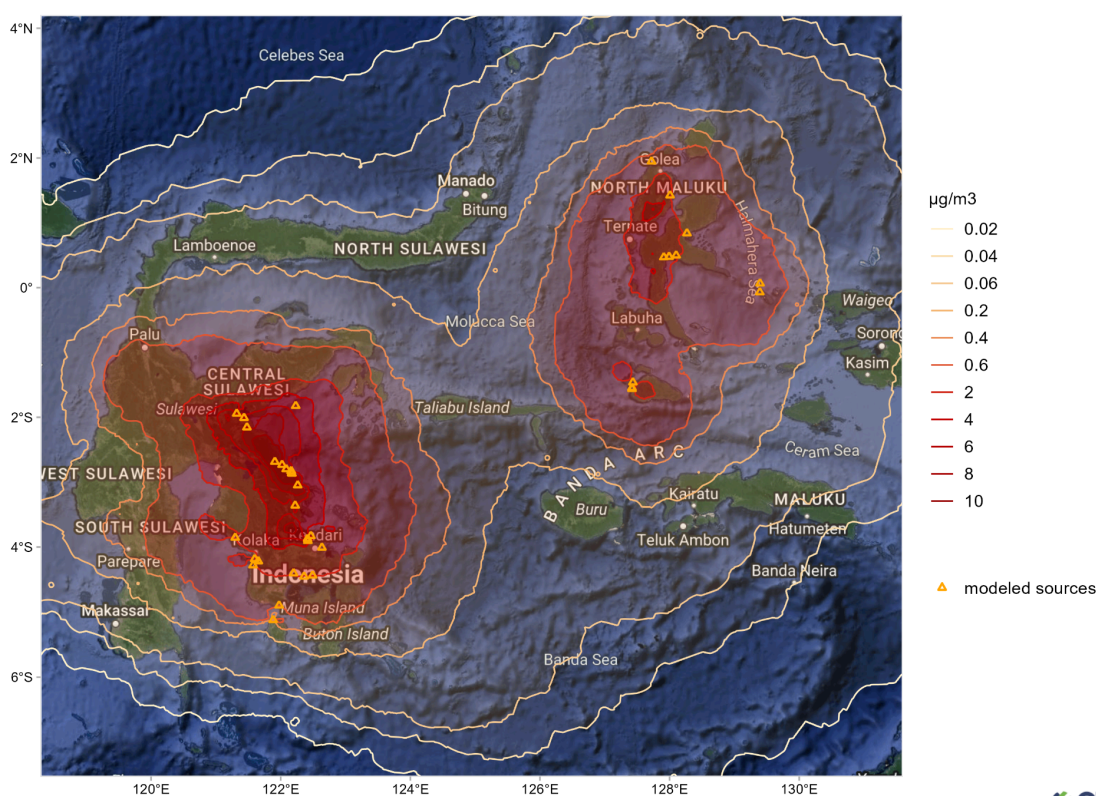 4°N
2°N
0°
2°S
4°S
6°S
120°E
122°E
124°E
126°E
128°E
130°E
Celebes Sea
Manado
Bitung
Lamboenoe
NORTH SULAWESI
Golea
NORTH MALUKU
Ternate
Halmahera Sea
Molucca Sea
Labuha
Waigeo
Sorong
Kasim
Palu
CENTRAL
SULAWESI
Sulawesi
Taliabu Island
WEST SULAWESI
SOUTH SULAWESI
BANDA ARC
Ceram Sea
Buru
Kairatu
MALUKU
Hatumeten
Teluk Ambon
Kolaka
Kendari
Parepare
Indonesia
Banda Neira
Makassar
Muna Island
Buton Island
Banda Sea
µg/m3
0.02
0.04
0.06
0.2
0.4
0.6
2
4
6
8
10
modeled sources